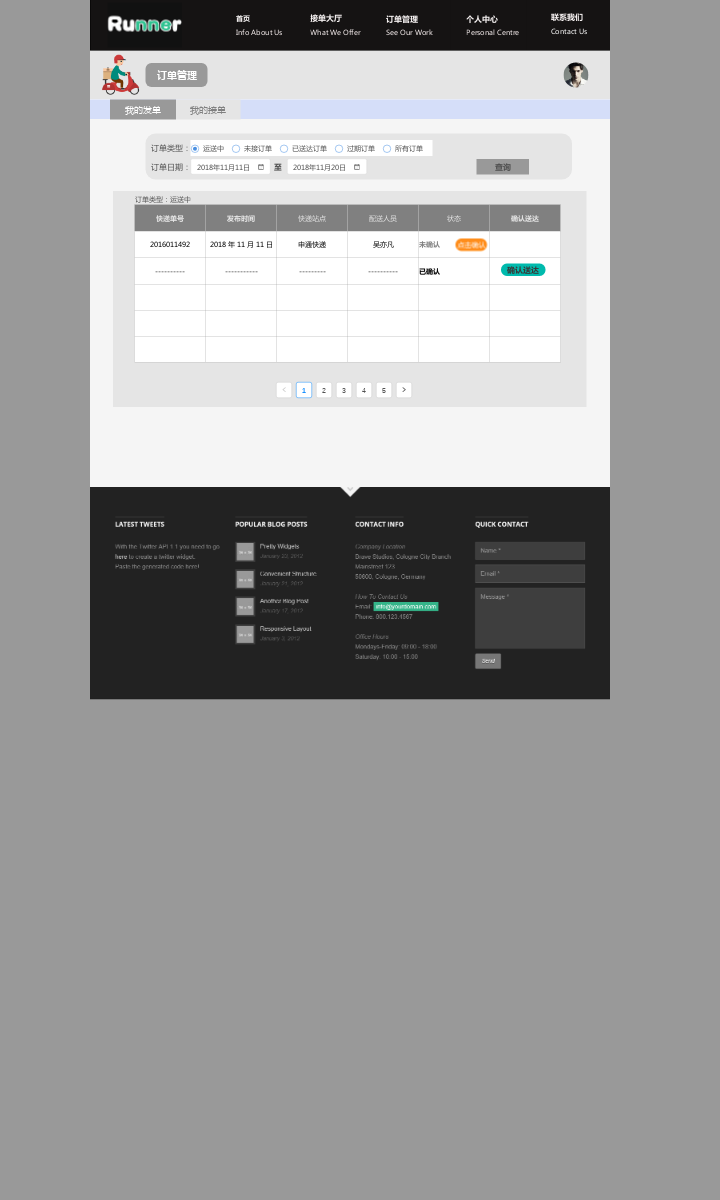 Runner
首页 接单大厅 订单管理 个人中心 联系我们
Info About Us What We Offer See Our Work Personal Centre Contact Us
订单管理
我的发单 我的接单
订单类型： 运送中 未接订单 已送达订单 过期订单 所有订单
订单日期： 2018年11月11日 至 2018年11月20日 查询
订单类型：运送中
快递单号 发布时间 快递站点 配送人员 状态 确认送达
2016011492 2018 年 11 月 11 日 申通快递 吴亦凡 未确认 点击确认
---------- ----------- --------- ---------- 已确认 确认送达
< 1 2 3 4 5 >
LATEST TWEETS
With the Twitter API 1.1 you need to go
here to create a twitter widget.
Paste the generated code here!
POPULAR BLOG POSTS
Pretty Widgets
January 23, 2012
Convenient Structure
January 21, 2012
Another Blog Post
January 17, 2012
Responsive Layout
January 3, 2012
CONTACT INFO
Company Location
Brave Studios, Cologne City Branch
Mainstreet 123
50600, Cologne, Germany
How To Contact Us
Email: info@yourdomain.com
Phone: 800.123.4567
Office Hours
Mondays-Friday: 09:00 - 18:00
Saturday: 10:00 - 15:00
QUICK CONTACT
Name *
Email *
Message *
Send